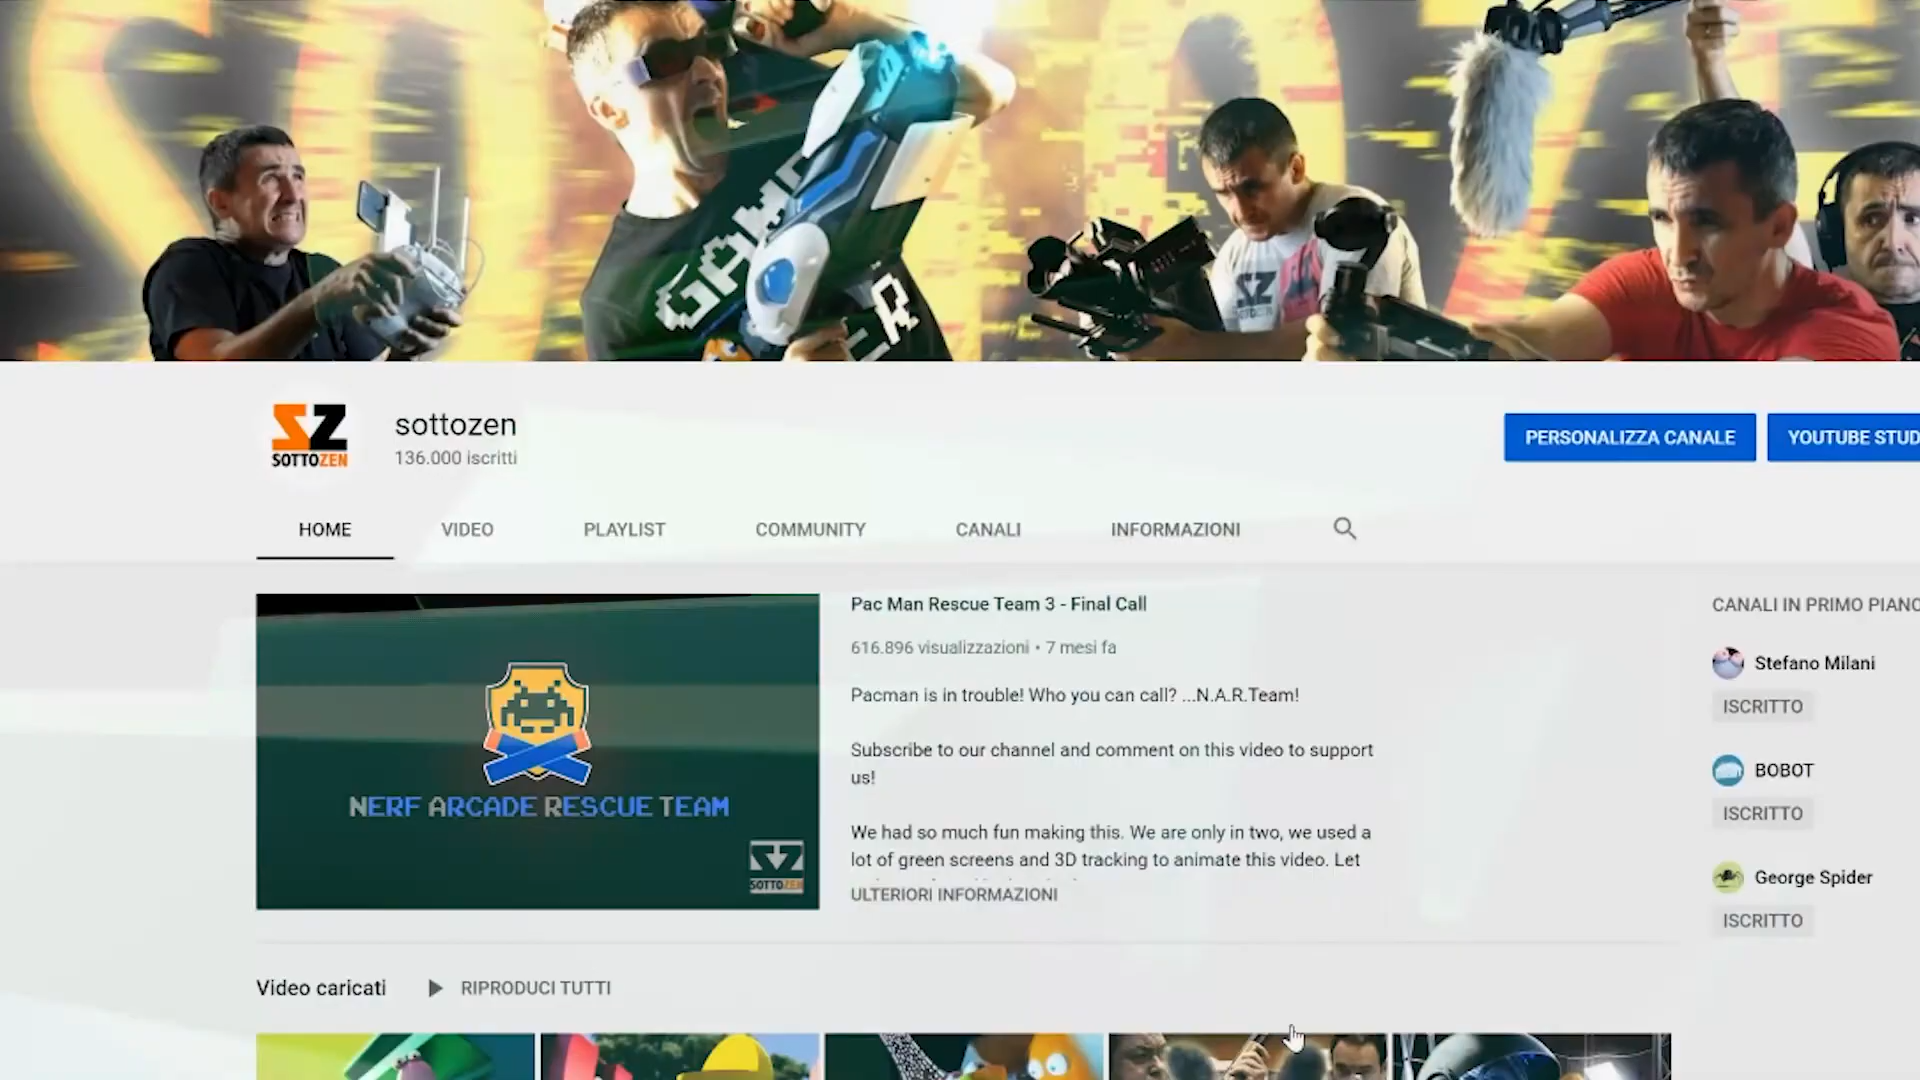 GAME
ER
SZ
SOTTOZEN
sottozen
136.000 iscritti
PERSONALIZZA CANALE
YOUTUBE STUD
HOME
VIDEO
PLAYLIST
COMMUNITY
CANALI
INFORMAZIONI
NERF ARCADE RESCUE TEAM
SOTTOZEN
Pac Man Rescue Team 3 - Final Call
616.896 visualizzazioni • 7 mesi fa
Pacman is in trouble! Who you can call? ...N.A.R.Team!
Subscribe to our channel and comment on this video to support
us!
We had so much fun making this. We are only in two, we used a
lot of green screens and 3D tracking to animate this video. Let
ULTERIORI INFORMAZIONI
CANALI IN PRIMO PIANO
Stefano Milani
ISCRITTO
BOBOT
ISCRITTO
George Spider
ISCRITTO
Video caricati
RIPRODUCI TUTTI